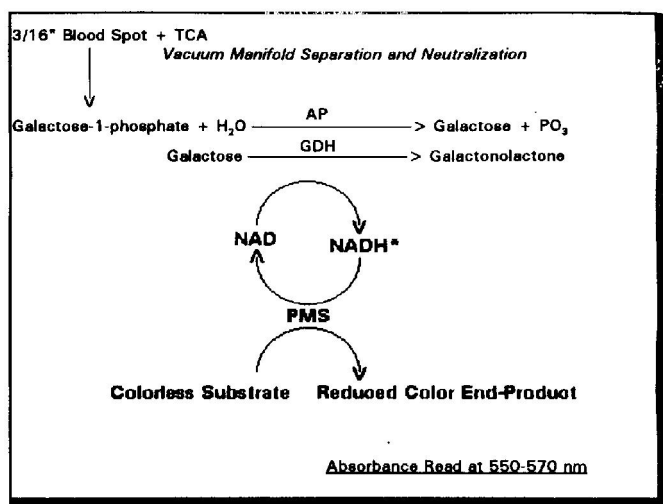 3/16" Blood Spot + TCA
Vacuum Manifold Separation and Neutralization
Galactose-1-phosphate + H₂O AP > Galactose + PO₃
Galactose GDH > Galactonolactone
NAD NADH*
PMS
Colorless Substrate Reduced Color End-Product
Absorbance Read at 550-570 nm